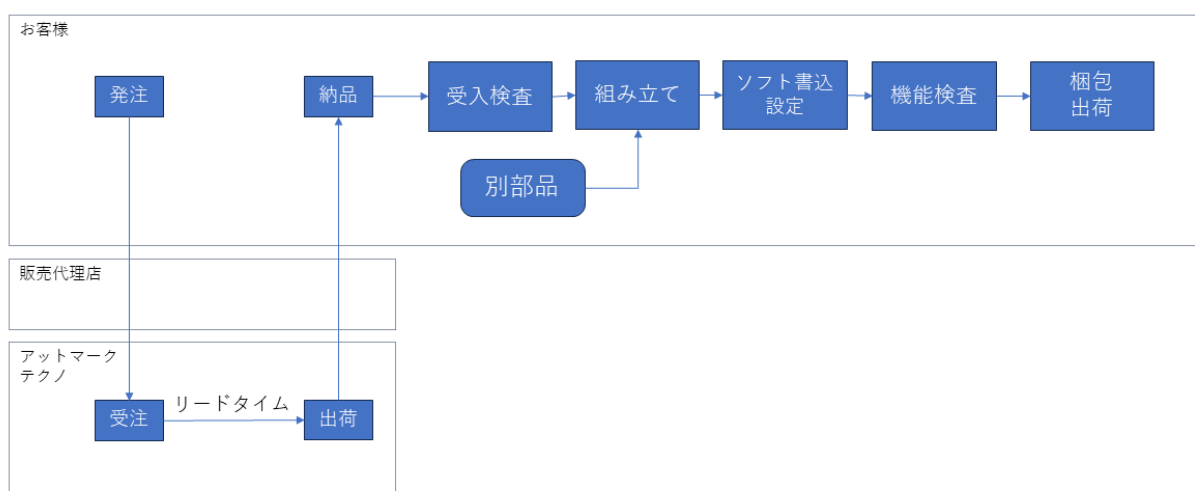 お客様
発注
納品
受入検査
組み立て
ソフト書込
設定
機能検査
梱包
出荷
別部品
販売代理店
アットマーク
テクノ
受注
リードタイム
出荷